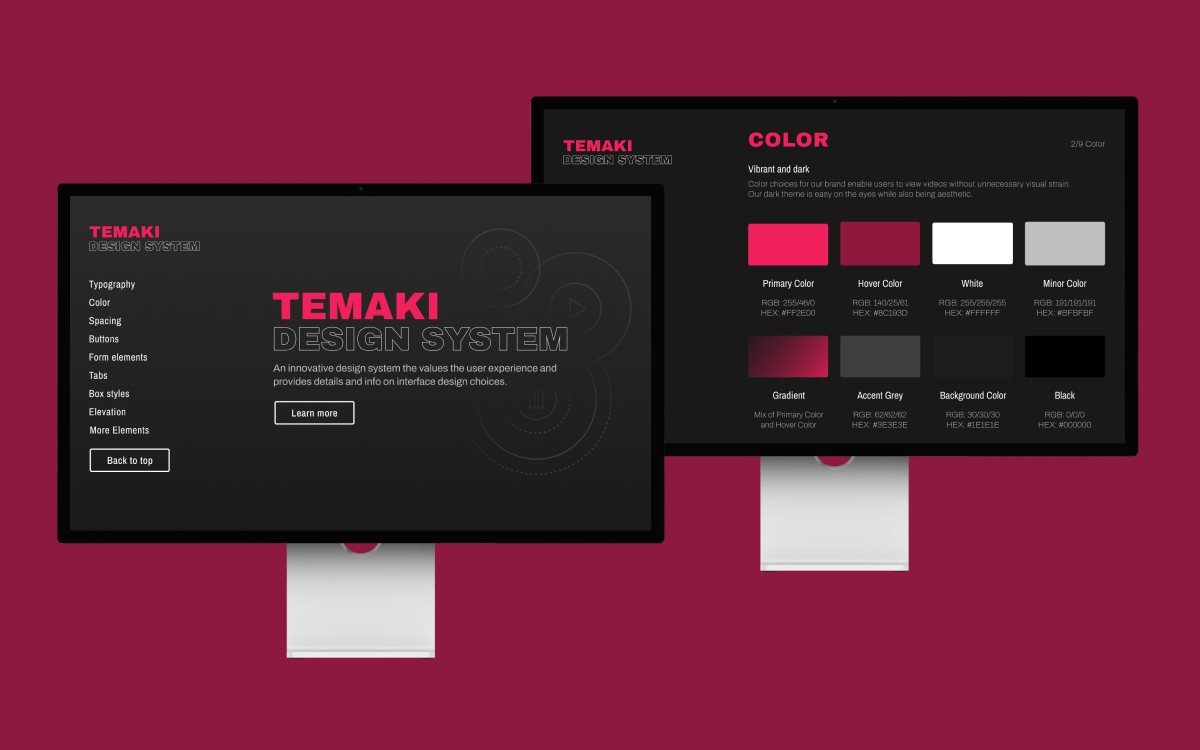 TEMAKI
DESIGN SYSTEM
Typography
Color
Spacing
Buttons
Form elements
Tabs
Box styles
Elevation
More Elements
Back to top
TEMAKI
DESIGN SYSTEM
An innovative design system the values the user experience and
provides details and info on interface design choices.
Learn more
TEMAKI
DESIGN SYSTEM
COLOR
2/9 Color
Vibrant and dark
Color choices for our brand enable users to view videos without unnecessary visual strain.
Our dark theme is easy on the eyes while also being aesthetic.
Primary Color
RGB: 255/46/0
HEX: #FF2E00
Hover Color
RGB: 140/25/61
HEX: #8C193D
White
RGB: 255/255/255
HEX: #FFFFFF
Minor Color
RGB: 191/191/191
HEX: #BFBFBF
Gradient
Mix of Primary Color
and Hover Color
Accent Grey
RGB: 62/62/62
HEX: #3E3E3E
Background Color
RGB: 30/30/30
HEX: #1E1E1E
Black
RGB: 0/0/0
HEX: #000000